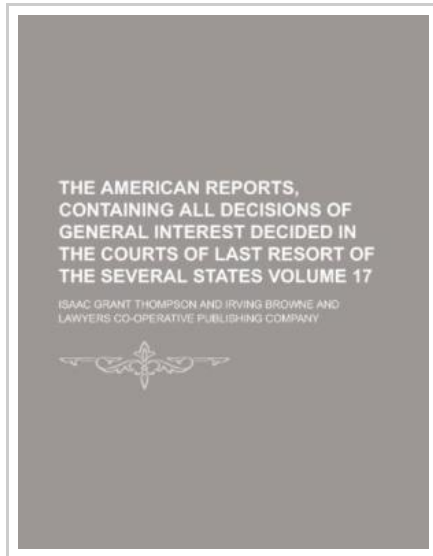 THE AMERICAN REPORTS,
CONTAINING ALL DECISIONS OF
GENERAL INTEREST DECIDED IN
THE COURTS OF LAST RESORT OF
THE SEVERAL STATES VOLUME 17
ISAAC GRANT THOMPSON AND IRVING BROWNE AND
LAWYERS CO-OPERATIVE PUBLISHING COMPANY